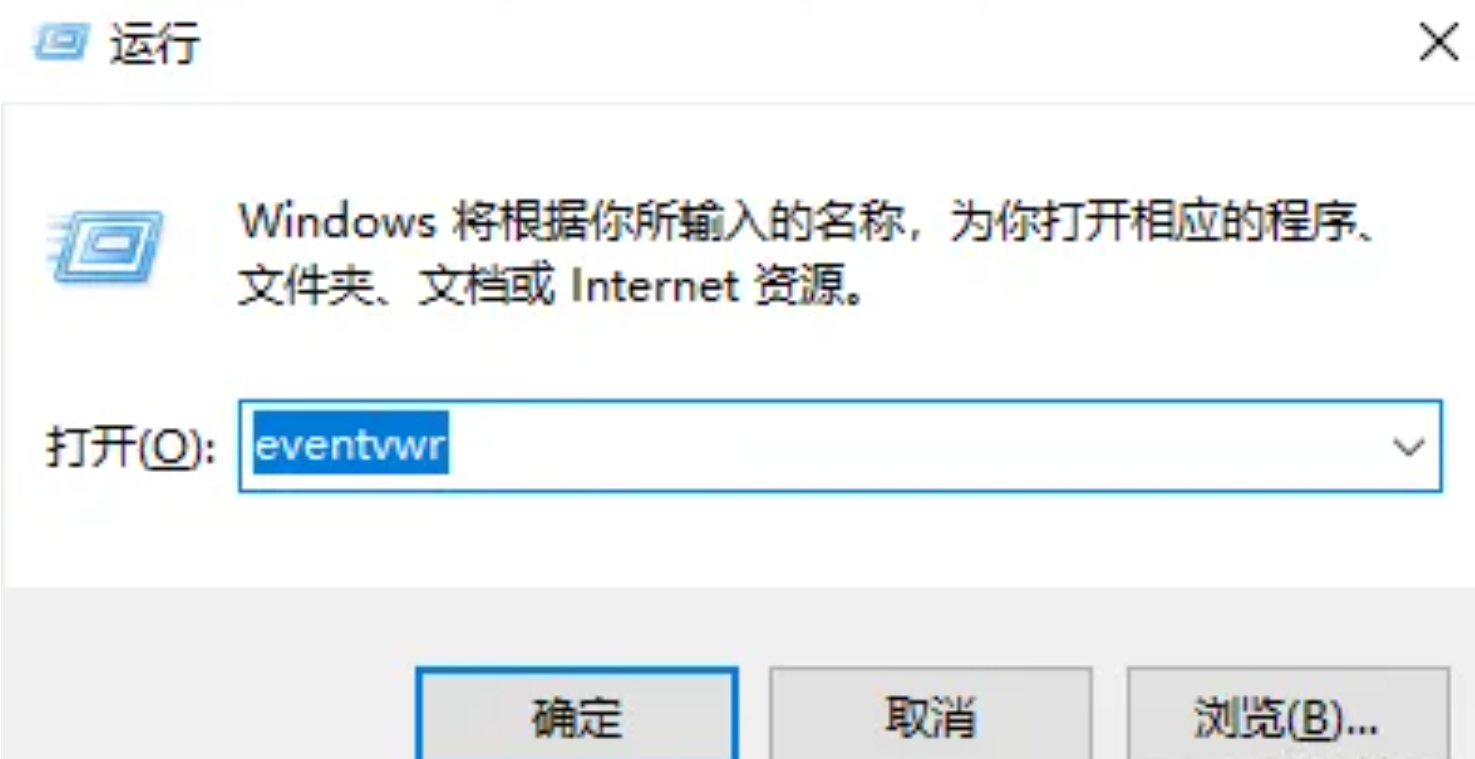 运行
Windows 将根据你所输入的名称，为你打开相应的程序、
文件夹、文档或 Internet 资源。
打开(O): eventvwr
确定 取消 浏览(B)...